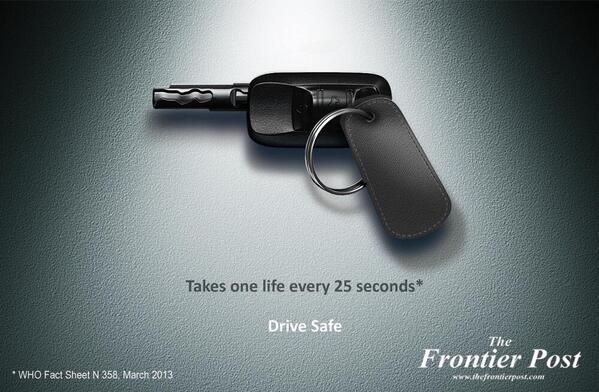 Takes one life every 25 seconds*
Drive Safe
The
Frontier Post
www.thefrontierpost.com
* WHO Fact Sheet N 358, March 2013